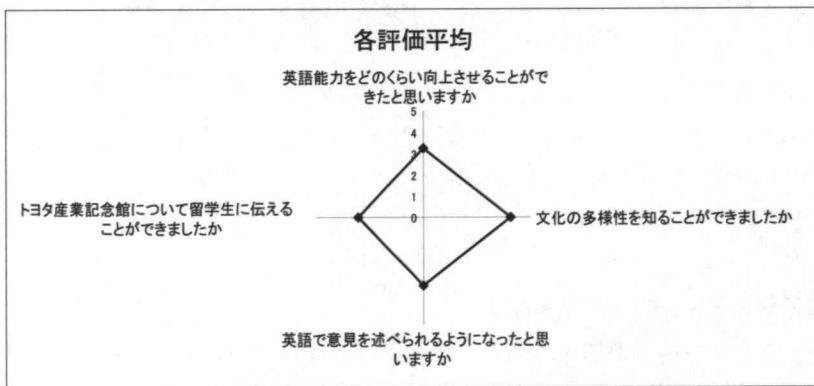 各評価平均
英語能力をどのくらい向上させることがで
きたと思いますか
5
4
3
2
1
0
トヨタ産業記念館について留学生に伝える
ことができましたか
文化の多様性を知ることができましたか
英語で意見を述べられるようになったと思
いますか